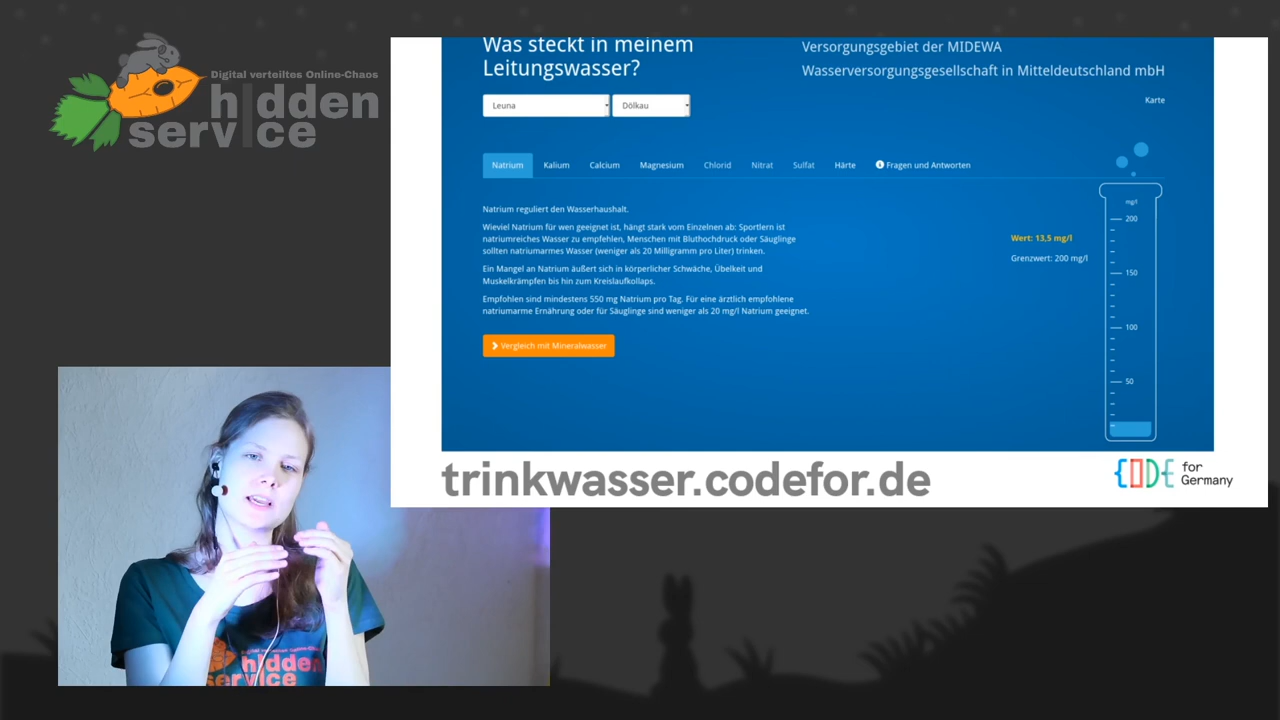 Digital verteiltes Online-Chaos
hidden
service
Was steckt in meinem
Leitungswasser?
Versorgungsgebiet der MIDEWA
Wasserversorgungsgesellschaft in Mitteldeutschland mbH
Karte
Leuna
Dölkau
Natrium
Kalium
Calcium
Magnesium
Chlorid
Nitrat
Sulfat
Härte
Fragen und Antworten
Natrium reguliert den Wasserhaushalt.
Wieviel Natrium für wen geeignet ist, hängt stark vom Einzelnen ab: Sportlern ist
natriumreiches Wasser zu empfehlen, Menschen mit Bluthochdruck oder Säuglinge
sollten natriumarmes Wasser (weniger als 20 Milligramm pro Liter) trinken.
Ein Mangel an Natrium äußert sich in körperlicher Schwäche, Übelkeit und
Muskelkrämpfen bis hin zum Kreislaufkollaps.
Empfohlen sind mindestens 550 mg Natrium pro Tag. Für eine ärztlich empfohlene
natriumarme Ernährung oder für Säuglinge sind weniger als 20 mg/l Natrium geeignet.
Vergleich mit Mineralwasser
Wert: 13,5 mg/l
Grenzwert: 200 mg/l
mg/l
200
150
100
50
trinkwasser.codefor.de
CODE
for
Germany
hidden
service